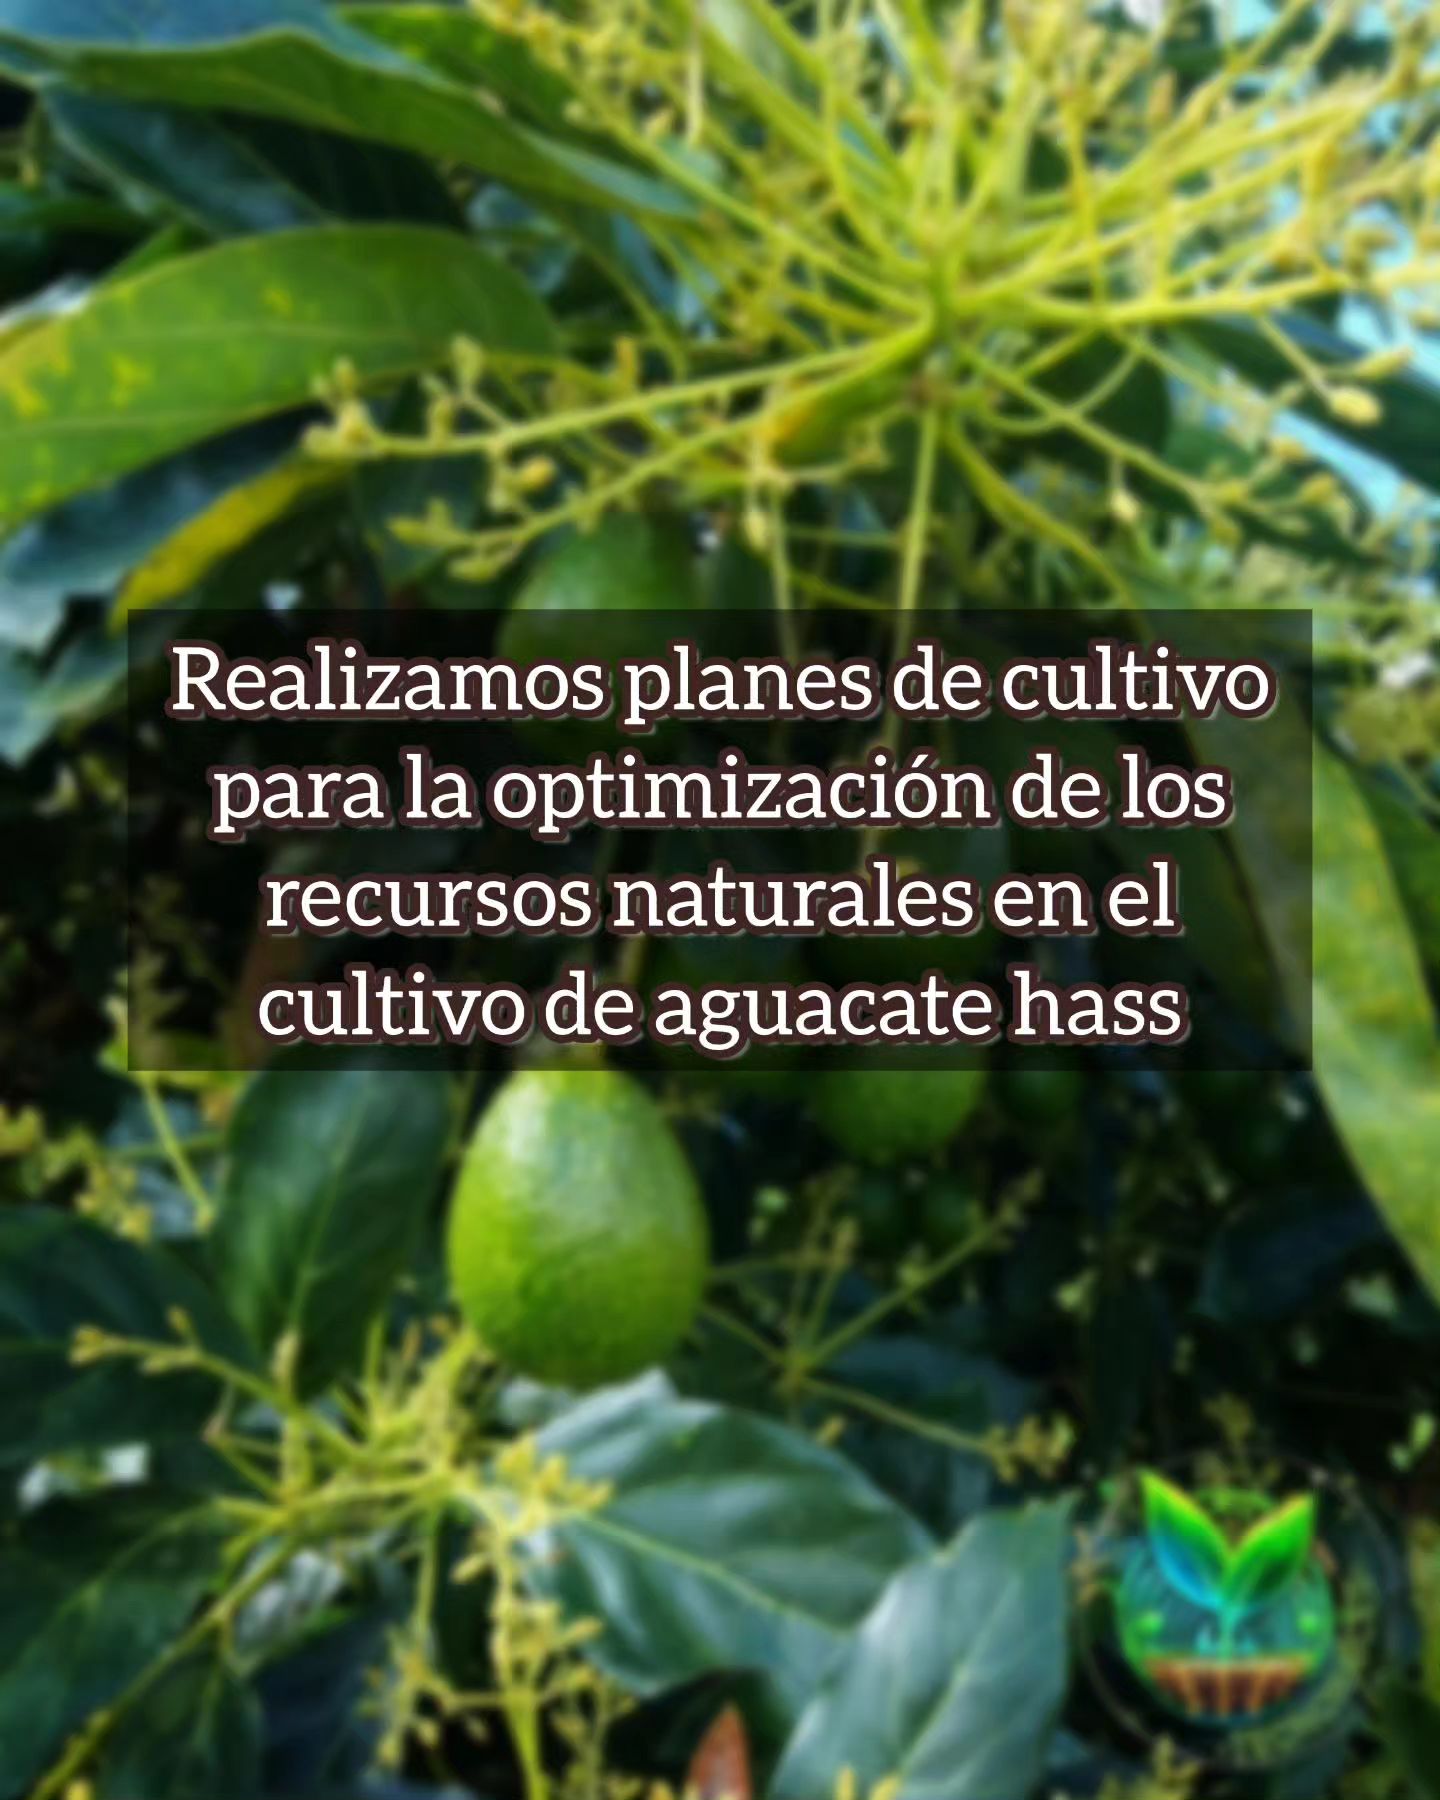 Realizamos planes de cultivo
para la optimización de los
recursos naturales en el
cultivo de aguacate hass